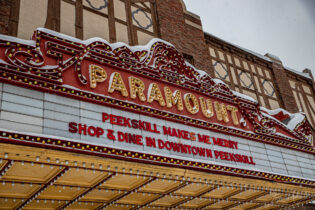 PARAMOUNT
PEEKSKILL MAKES ME MERRY
SHOP & DINE IN DOWNTOWN PEEKSKILL